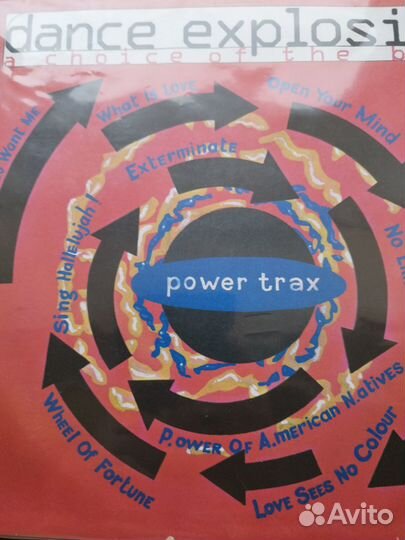 dance explosi
a choice of the b
What Is Love
Open Your Mind
Want Me
Exterminate
Sing Hallelujah!
No
power trax
P.ower Of A.merican N.atives
Wheel Of Fortune
Love Sees No Colour
Avito